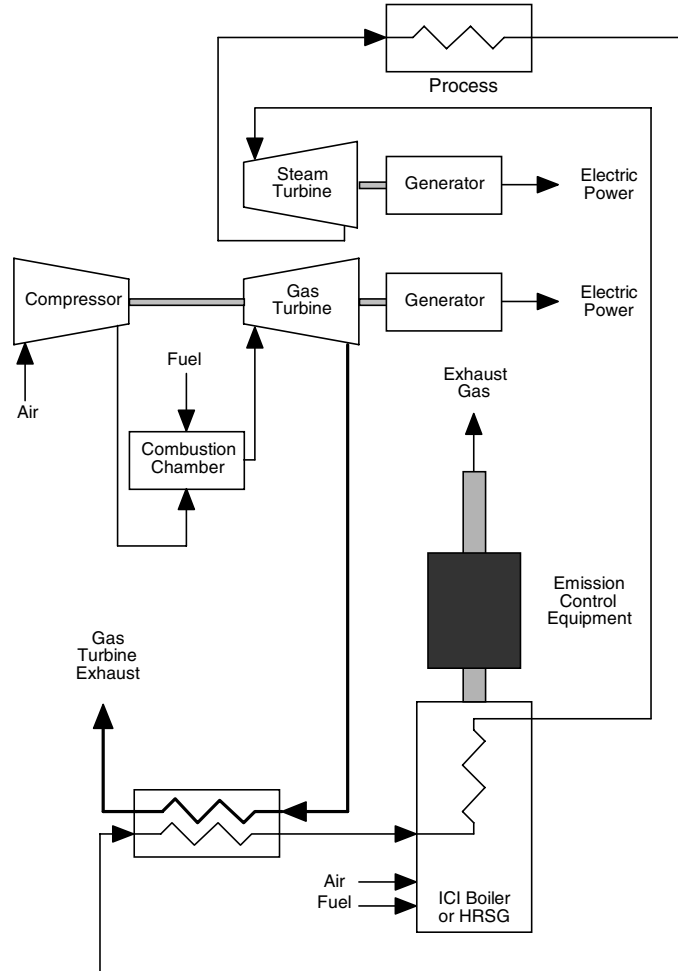 Process
Steam
Turbine
Generator
Electric
Power
Compressor
Gas
Turbine
Generator
Electric
Power
Air
Fuel
Combustion
Chamber
Exhaust
Gas
Emission
Control
Equipment
Gas
Turbine
Exhaust
Air
Fuel
ICI Boiler
or HRSG